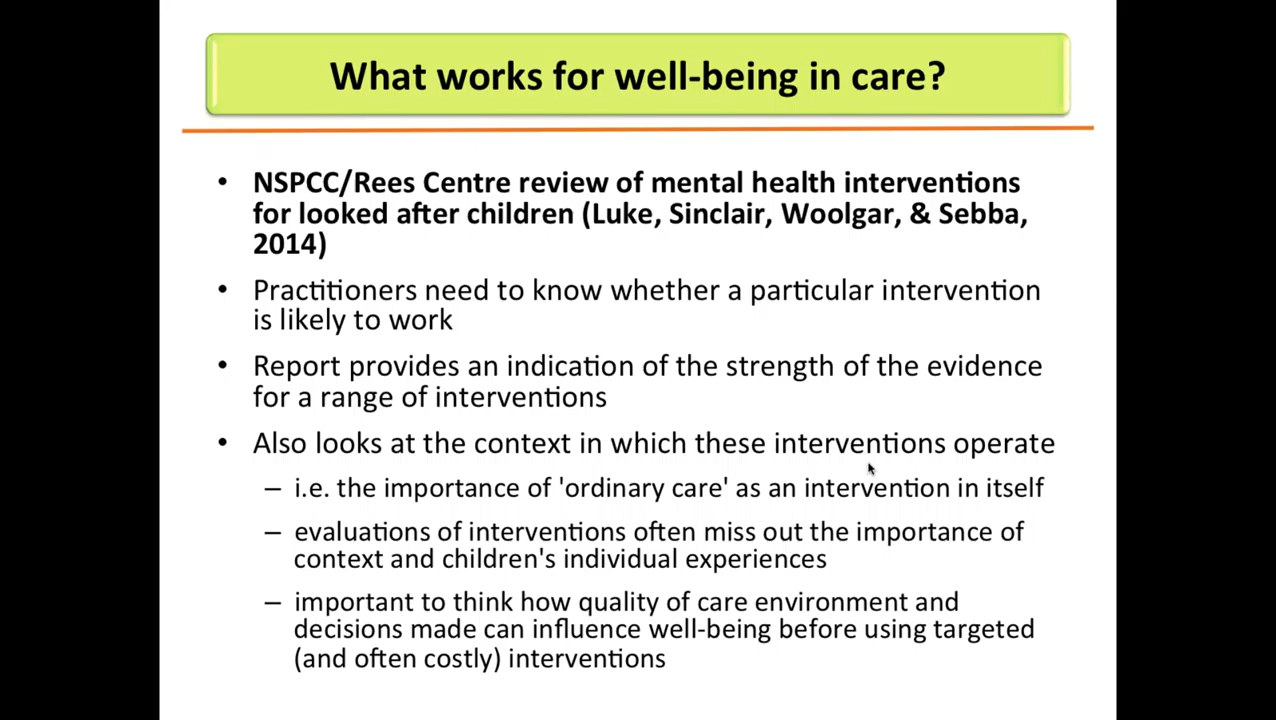 What works for well-being in care?
• NSPCC/Rees Centre review of mental health interventions
for looked after children (Luke, Sinclair, Woolgar, & Sebba,
2014)
• Practitioners need to know whether a particular intervention
is likely to work
• Report provides an indication of the strength of the evidence
for a range of interventions
• Also looks at the context in which these interventions operate
– i.e. the importance of 'ordinary care' as an intervention in itself
– evaluations of interventions often miss out the importance of
context and children's individual experiences
– important to think how quality of care environment and
decisions made can influence well-being before using targeted
(and often costly) interventions